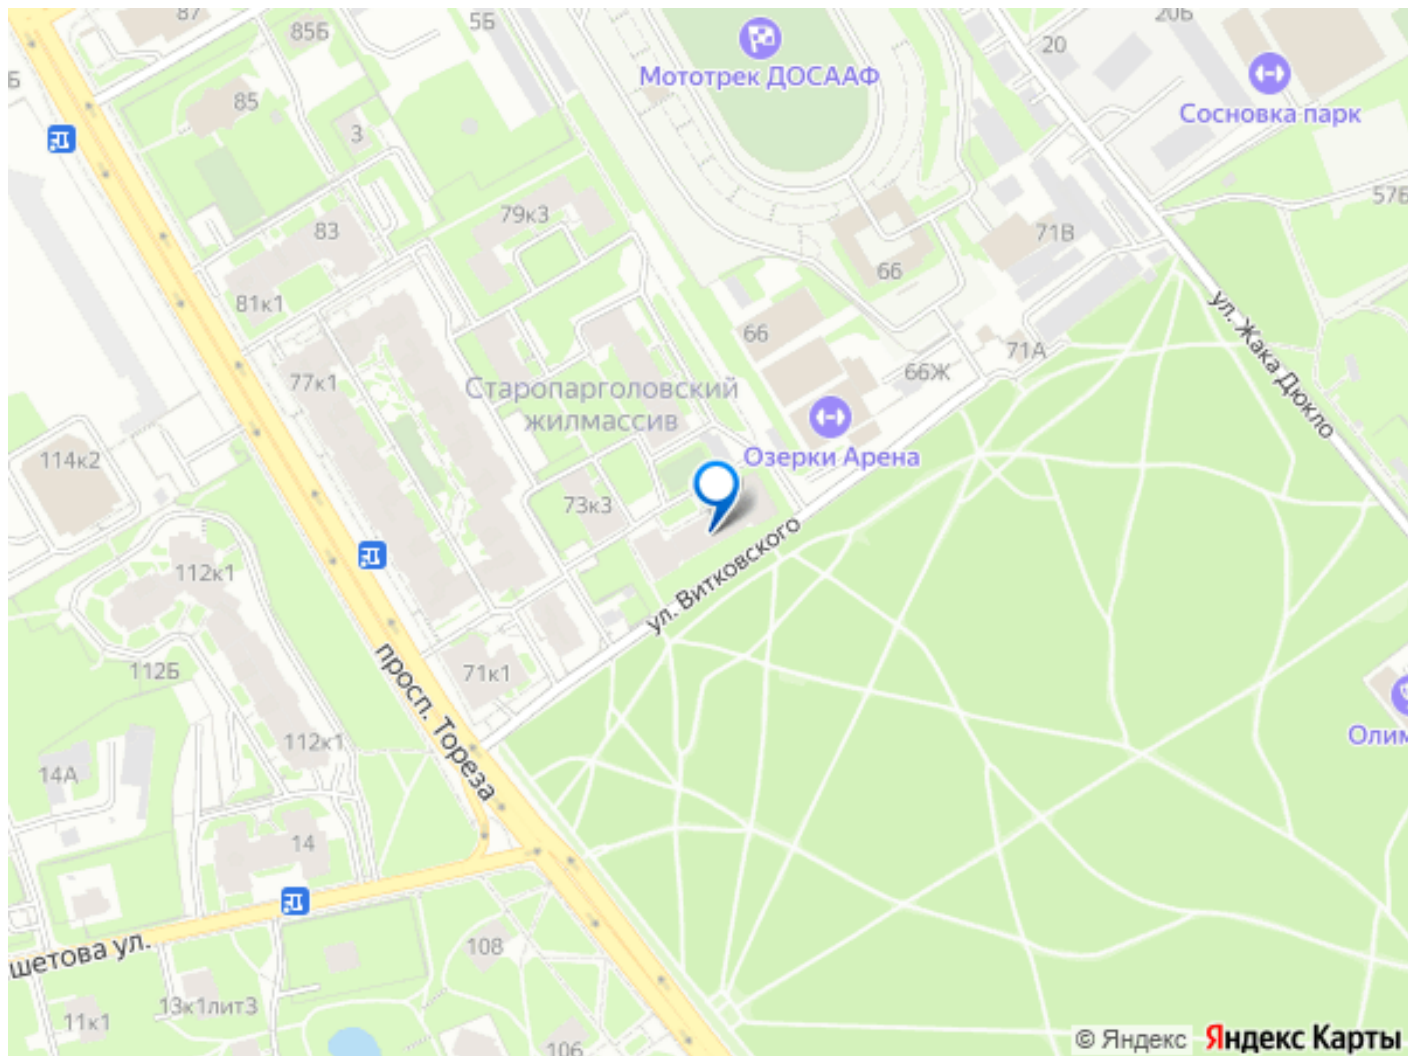 87
85Б
5Б
20Б
20
Мототрек ДОСААФ
Сосновка парк
Б
85
3
57Б
79к3
83
71В
66
81к1
ул. Жака Дюкло
66
71А
77к1
66Ж
Старопарголовский
жилмассив
Озерки Арена
114к2
73к3
ул. Витковского
112к1
112Б
71к1
просп. Тореза
Олим
112к1
14А
14
шетова ул.
108
13к1лит3
11к1
106
© Яндекс Яндекс Карты